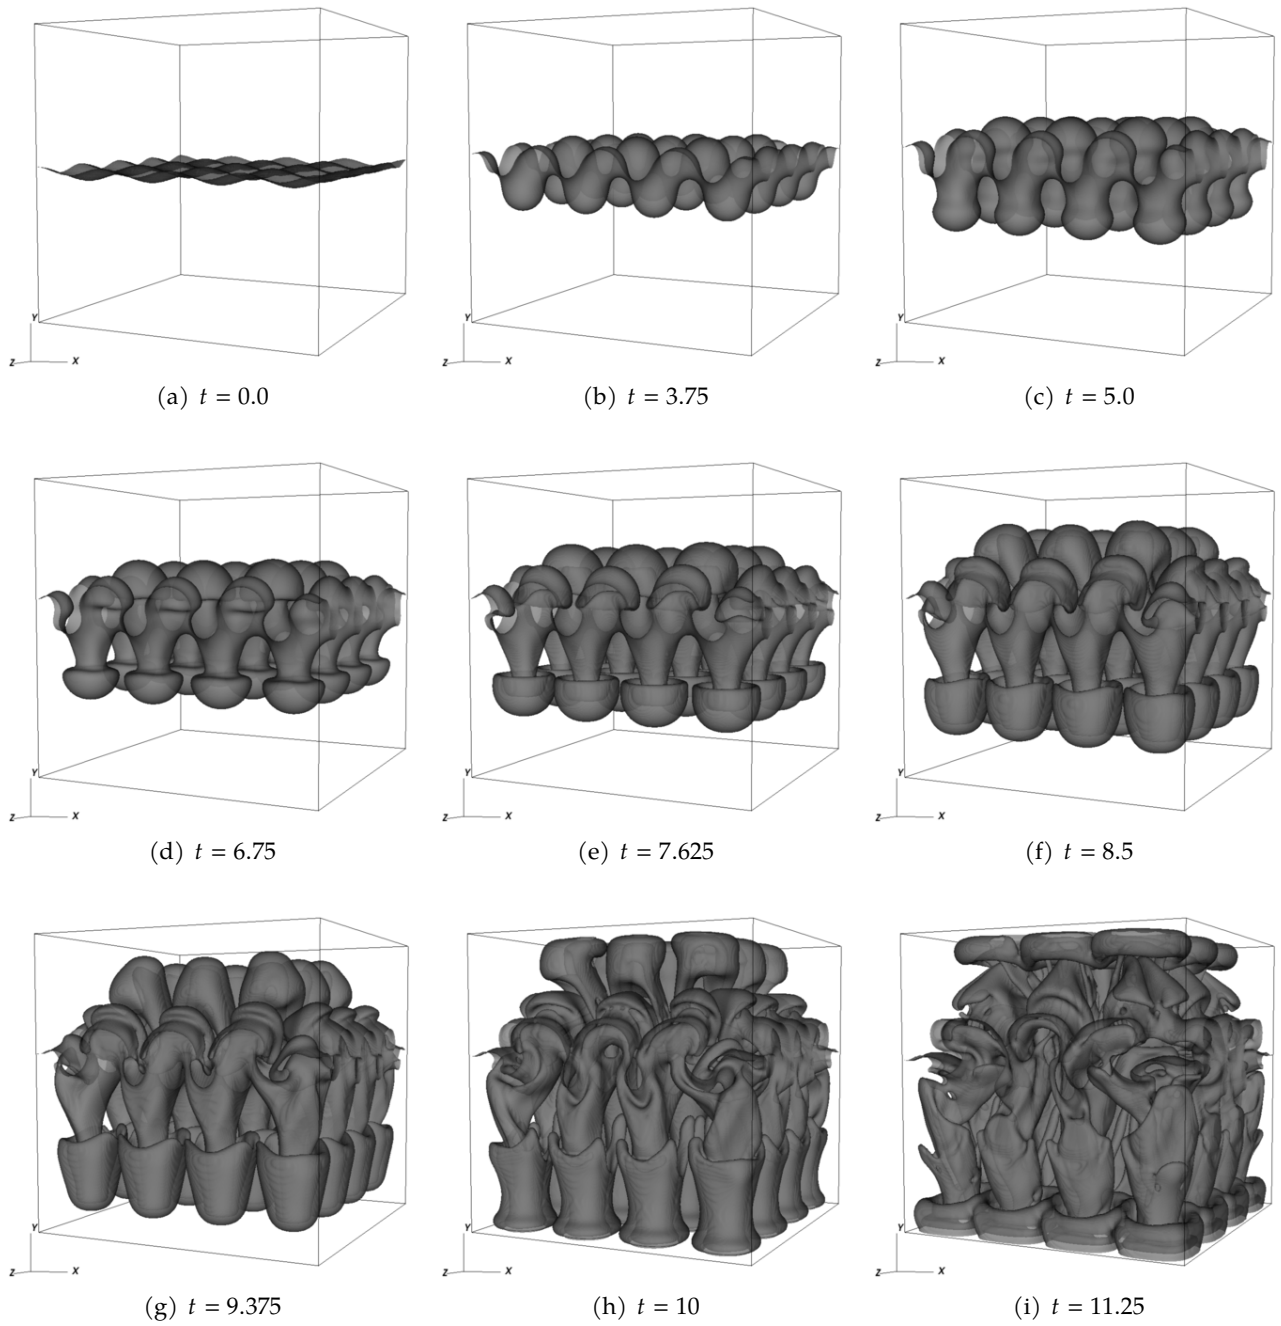 Y
Z X
(a) t = 0.0
Y
Z X
(b) t = 3.75
Y
Z X
(c) t = 5.0
Y
Z X
(d) t = 6.75
Y
Z X
(e) t = 7.625
Y
Z X
(f) t = 8.5
Y
Z X
(g) t = 9.375
Y
Z X
(h) t = 10
Y
Z X
(i) t = 11.25